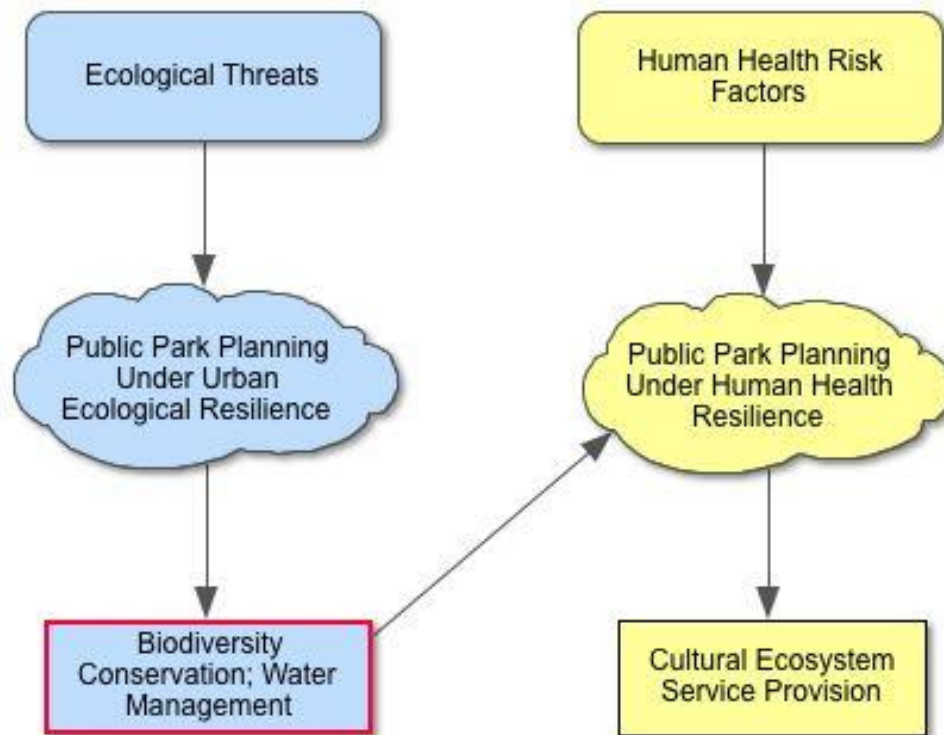 Ecological Threats
Human Health Risk
Factors
Public Park Planning
Under Urban
Ecological Resilience
Public Park Planning
Under Human Health
Resilience
Biodiversity
Conservation; Water
Management
Cultural Ecosystem
Service Provision